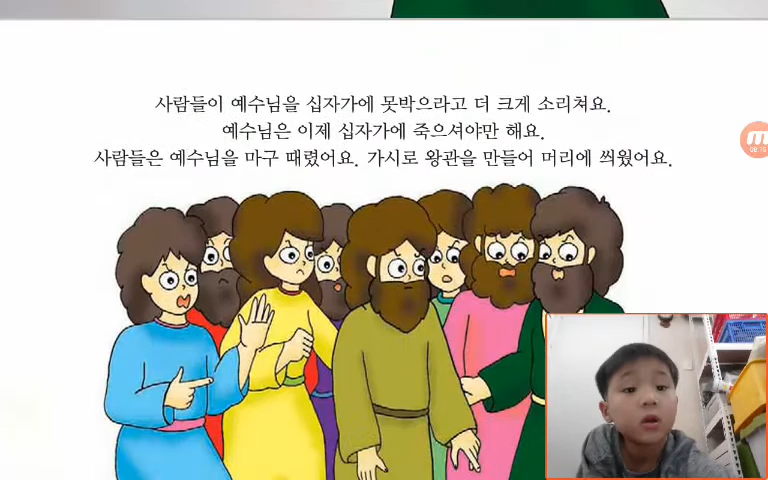 사람들이 예수님을 십자가에 못박으라고 더 크게 소리쳐요.
예수님은 이제 십자가에 죽으셔야만 해요.
사람들은 예수님을 마구 때렸어요. 가시로 왕관을 만들어 머리에 씌웠어요.